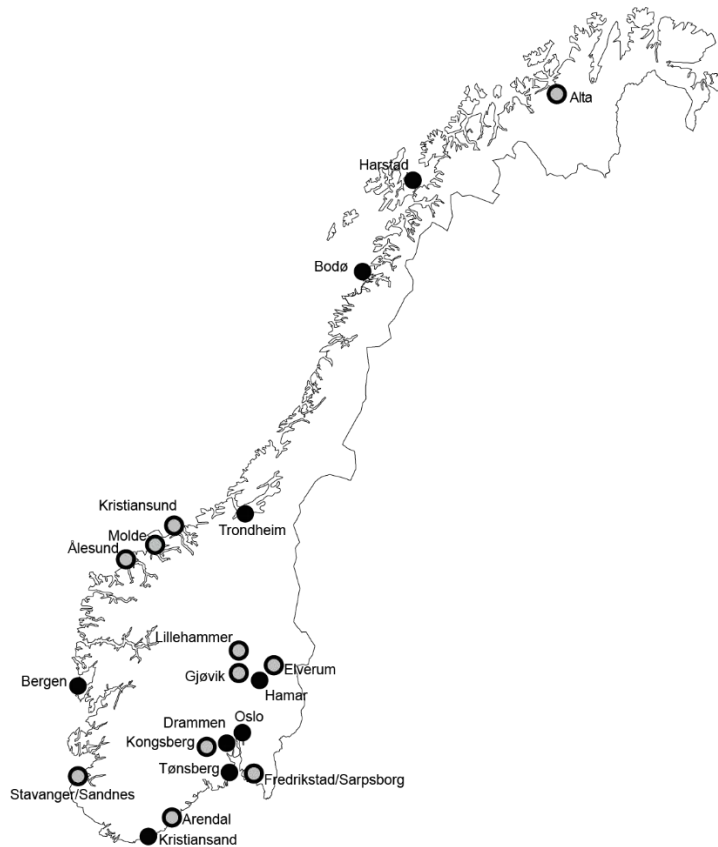 Alta
Harstad
Bodø
Kristiansund
Trondheim
Molde
Ålesund
Lillehammer
Elverum
Gjøvik
Bergen
Hamar
Drammen
Oslo
Kongsberg
Tønsberg
Fredrikstad/Sarpsborg
Stavanger/Sandnes
Arendal
Kristiansand